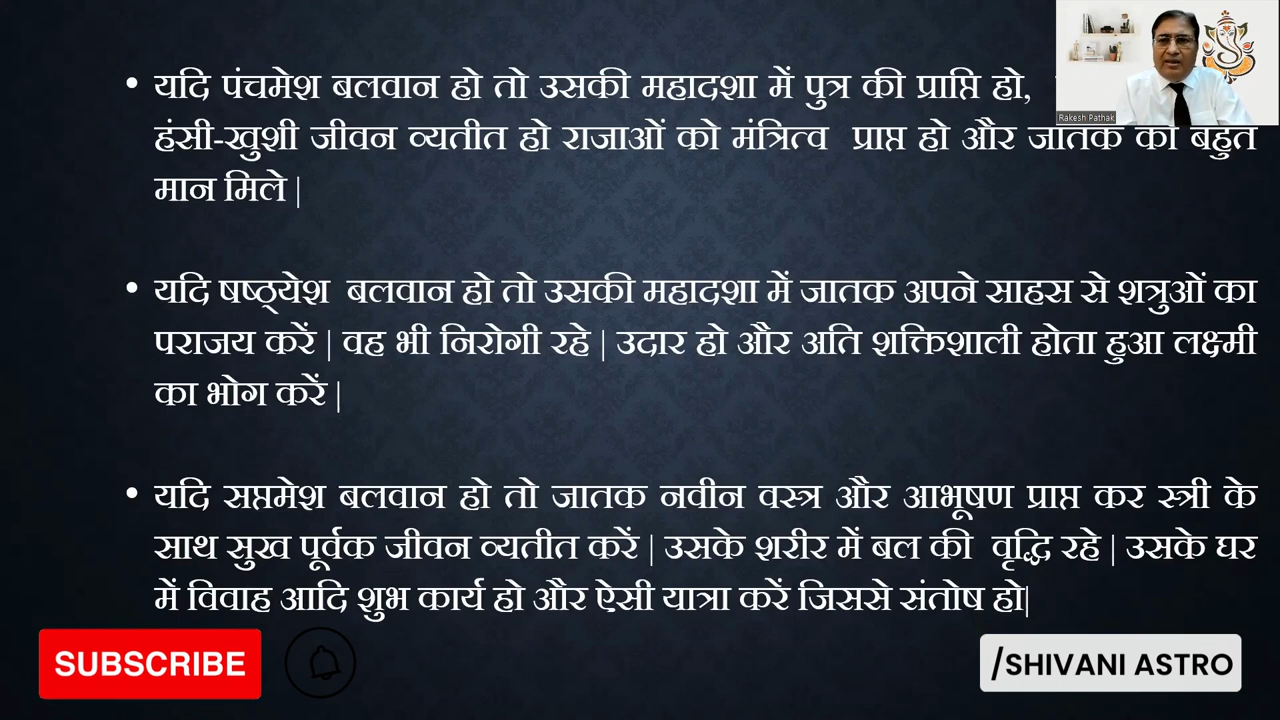 • यदि पंचमेश बलवान हो तो उसकी महादशा में पुत्र की प्राप्ति हो,
Rakesh Pathak
हंसी-खुशी जीवन व्यतीत हो राजाओं को मंत्रित्व प्राप्त हो और जातक को बहुत
मान मिले |
• यदि षष्ठ्येश बलवान हो तो उसकी महादशा में जातक अपने साहस से शत्रुओं का
पराजय करें | वह भी निरोगी रहे | उदार हो और अति शक्तिशाली होता हुआ लक्ष्मी
का भोग करें |
• यदि सप्तमेश बलवान हो तो जातक नवीन वस्त्र और आभूषण प्राप्त कर स्त्री के
साथ सुख पूर्वक जीवन व्यतीत करें | उसके शरीर में बल की वृद्धि रहे | उसके घर
में विवाह आदि शुभ कार्य हो और ऐसी यात्रा करें जिससे संतोष हो|
SUBSCRIBE
/SHIVANI ASTRO